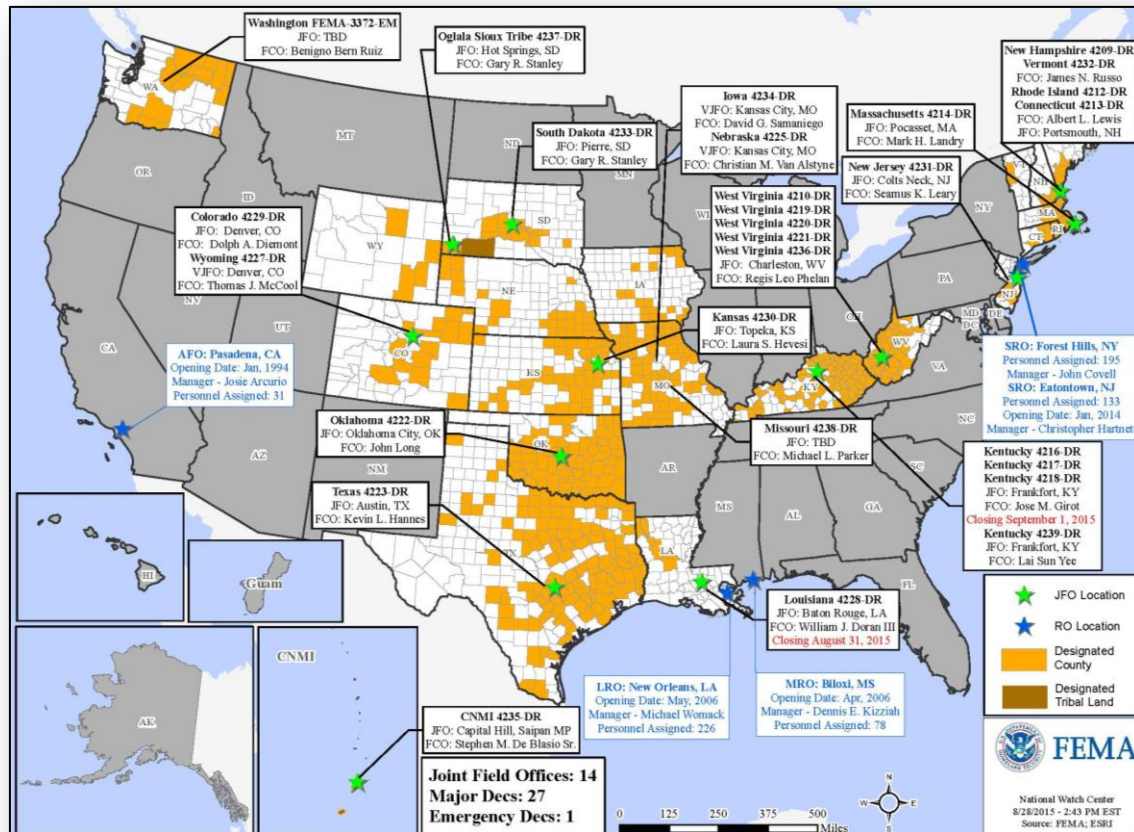 Washington FEMA-3372-EM
JFO: TBD
FCO: Benigno Bern Ruiz
Oglala Sioux Tribe 4237-DR
JFO: Hot Springs, SD
FCO: Gary R. Stanley
South Dakota 4233-DR
JFO: Pierre, SD
FCO: Gary R. Stanley
Iowa 4234-DR
VJFO: Kansas City, MO
FCO: David G. Samaniego
Nebraska 4225-DR
VJFO: Kansas City, MO
FCO: Christian M. Van Alstyne
Massachusetts 4214-DR
JFO: Pocasset, MA
FCO: Mark H. Landry
New Hampshire 4209-DR
Vermont 4232-DR
FCO: James N. Russo
Rhode Island 4212-DR
Connecticut 4213-DR
FCO: Albert L. Lewis
JFO: Portsmouth, NH
New Jersey 4231-DR
JFO: Colts Neck, NJ
FCO: Seamus K. Leary
West Virginia 4210-DR
West Virginia 4219-DR
West Virginia 4220-DR
West Virginia 4221-DR
West Virginia 4236-DR
JFO: Charleston, WV
FCO: Regis Leo Phelan
Colorado 4229-DR
JFO: Denver, CO
FCO: Dolph A. Diemont
Wyoming 4227-DR
VJFO: Denver, CO
FCO: Thomas J. McCool
Kansas 4230-DR
JFO: Topeka, KS
FCO: Laura S. Hevesi
AFO: Pasadena, CA
Opening Date: Jan, 1994
Manager - Josie Arcurio
Personnel Assigned: 31
SRO: Forest Hills, NY
Personnel Assigned: 195
Manager - John Covell
SRO: Eatontown, NJ
Personnel Assigned: 133
Opening Date: Jan, 2014
Manager - Christopher Hartnett
Oklahoma 4222-DR
JFO: Oklahoma City, OK
FCO: John Long
Missouri 4238-DR
JFO: TBD
FCO: Michael L. Parker
Texas 4223-DR
JFO: Austin, TX
FCO: Kevin L. Hannes
Kentucky 4216-DR
Kentucky 4217-DR
Kentucky 4218-DR
JFO: Frankfort, KY
FCO: Jose M. Girot
Closing September 1, 2015
Kentucky 4239-DR
JFO: Frankfort, KY
FCO: Lai Sun Yee
Louisiana 4228-DR
JFO: Baton Rouge, LA
FCO: William J. Doran III
Closing August 31, 2015
LRO: New Orleans, LA
Opening Date: May, 2006
Manager - Michael Womack
Personnel Assigned: 226
MRO: Biloxi, MS
Opening Date: Apr, 2006
Manager - Dennis E. Kizziah
Personnel Assigned: 78
CNMI 4235-DR
JFO: Capital Hill, Saipan MP
FCO: Stephen M. De Blasio Sr.
Joint Field Offices: 14
Major Decs: 27
Emergency Decs: 1
WA
OR
CA
NV
ID
MT
WY
UT
AZ
CO
NM
ND
SD
NE
KS
OK
TX
MN
IA
MO
AR
LA
WI
MS
AL
GA
FL
SC
NC
KY
WV
VA
OH
PA
NY
MD
DC
DE
NJ
CT
RI
MA
VT
NH
HI
Guam
AK
CNMI
JFO Location
RO Location
Designated
County
Designated
Tribal Land
FEMA
National Watch Center
8/28/2015 - 2:43 PM EST
Source: FEMA; ESRI
N
W
E
S
0 100 200 300 400 500
Miles